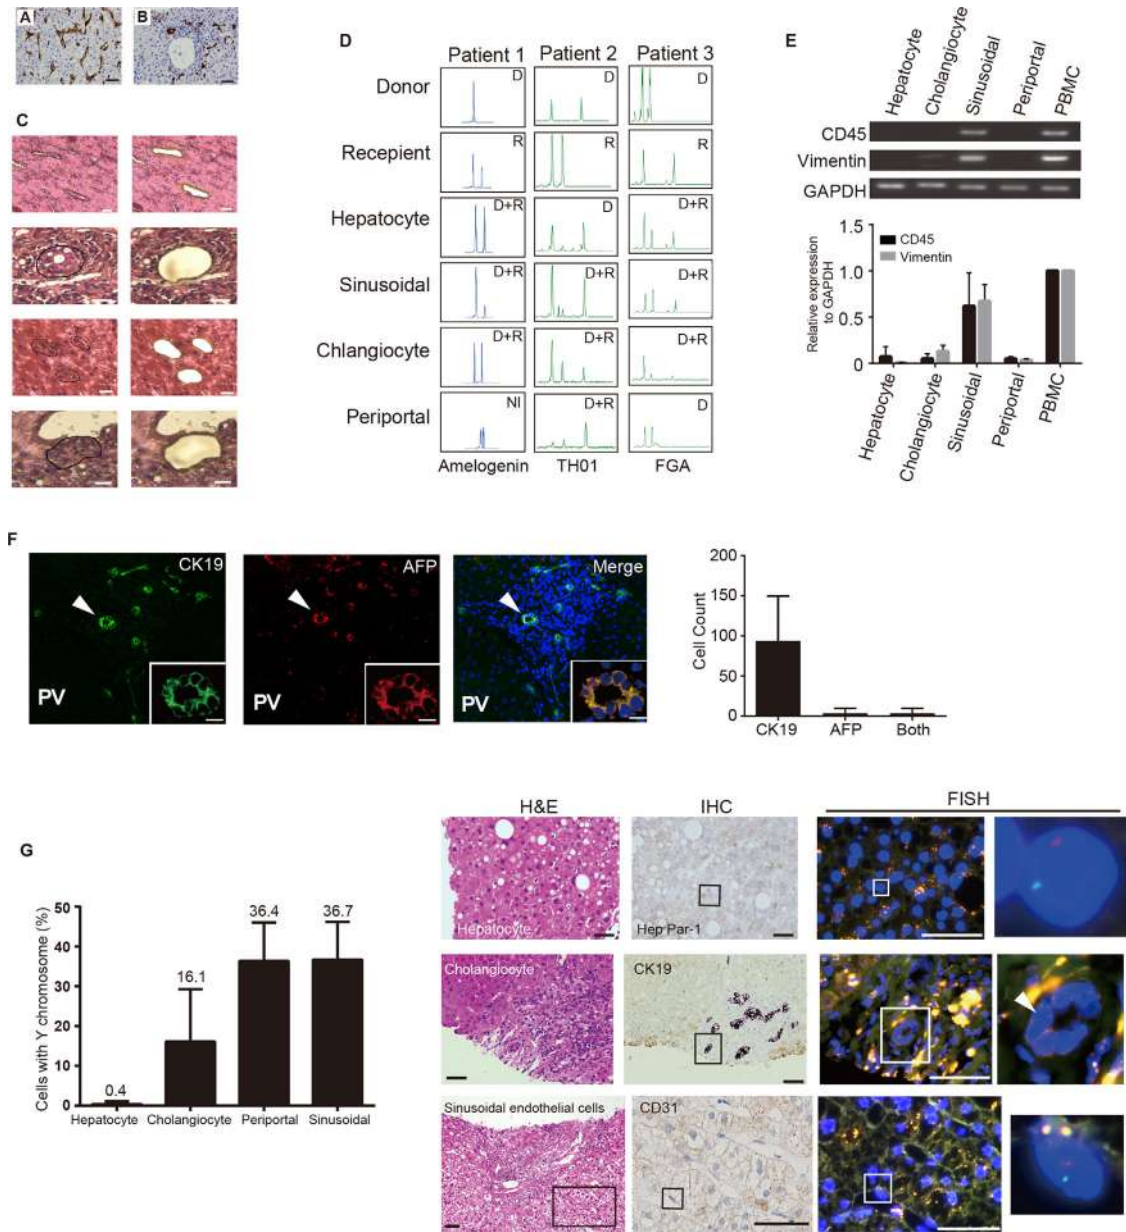 A
B
C
D
Patient 1 Patient 2 Patient 3
Donor
D
D
D
Recepient
R
R
R
Hepatocyte
D+R
D
D+R
Sinusoidal
D+R
D+R
D+R
Chlangiocyte
D+R
D+R
D+R
Periportal
NI
D+R
D
Amelogenin
TH01
FGA
E
Hepatocyte
Cholangiocyte
Sinusoidal
Periportal
PBMC
CD45
Vimentin
GAPDH
1.5
1.0
0.5
0
Relative expression
to GAPDH
CD45
Vimentin
Hepatocyte
Cholangiocyte
Sinusoidal
Periportal
PBMC
F
CK19
PV
AFP
PV
Merge
PV
Cell Count
200
150
100
50
0
CK19
AFP
Both
G
Cells with Y chromosome (%)
50
40
30
20
10
0
0.4
16.1
36.4
36.7
Hepatocyte
Cholangiocyte
Periportal
Sinusoidal
H&E
IHC
FISH
Hepatocyte
Hep Par-1
Cholangiocyte
CK19
Sinusoidal endothelial cells
CD31